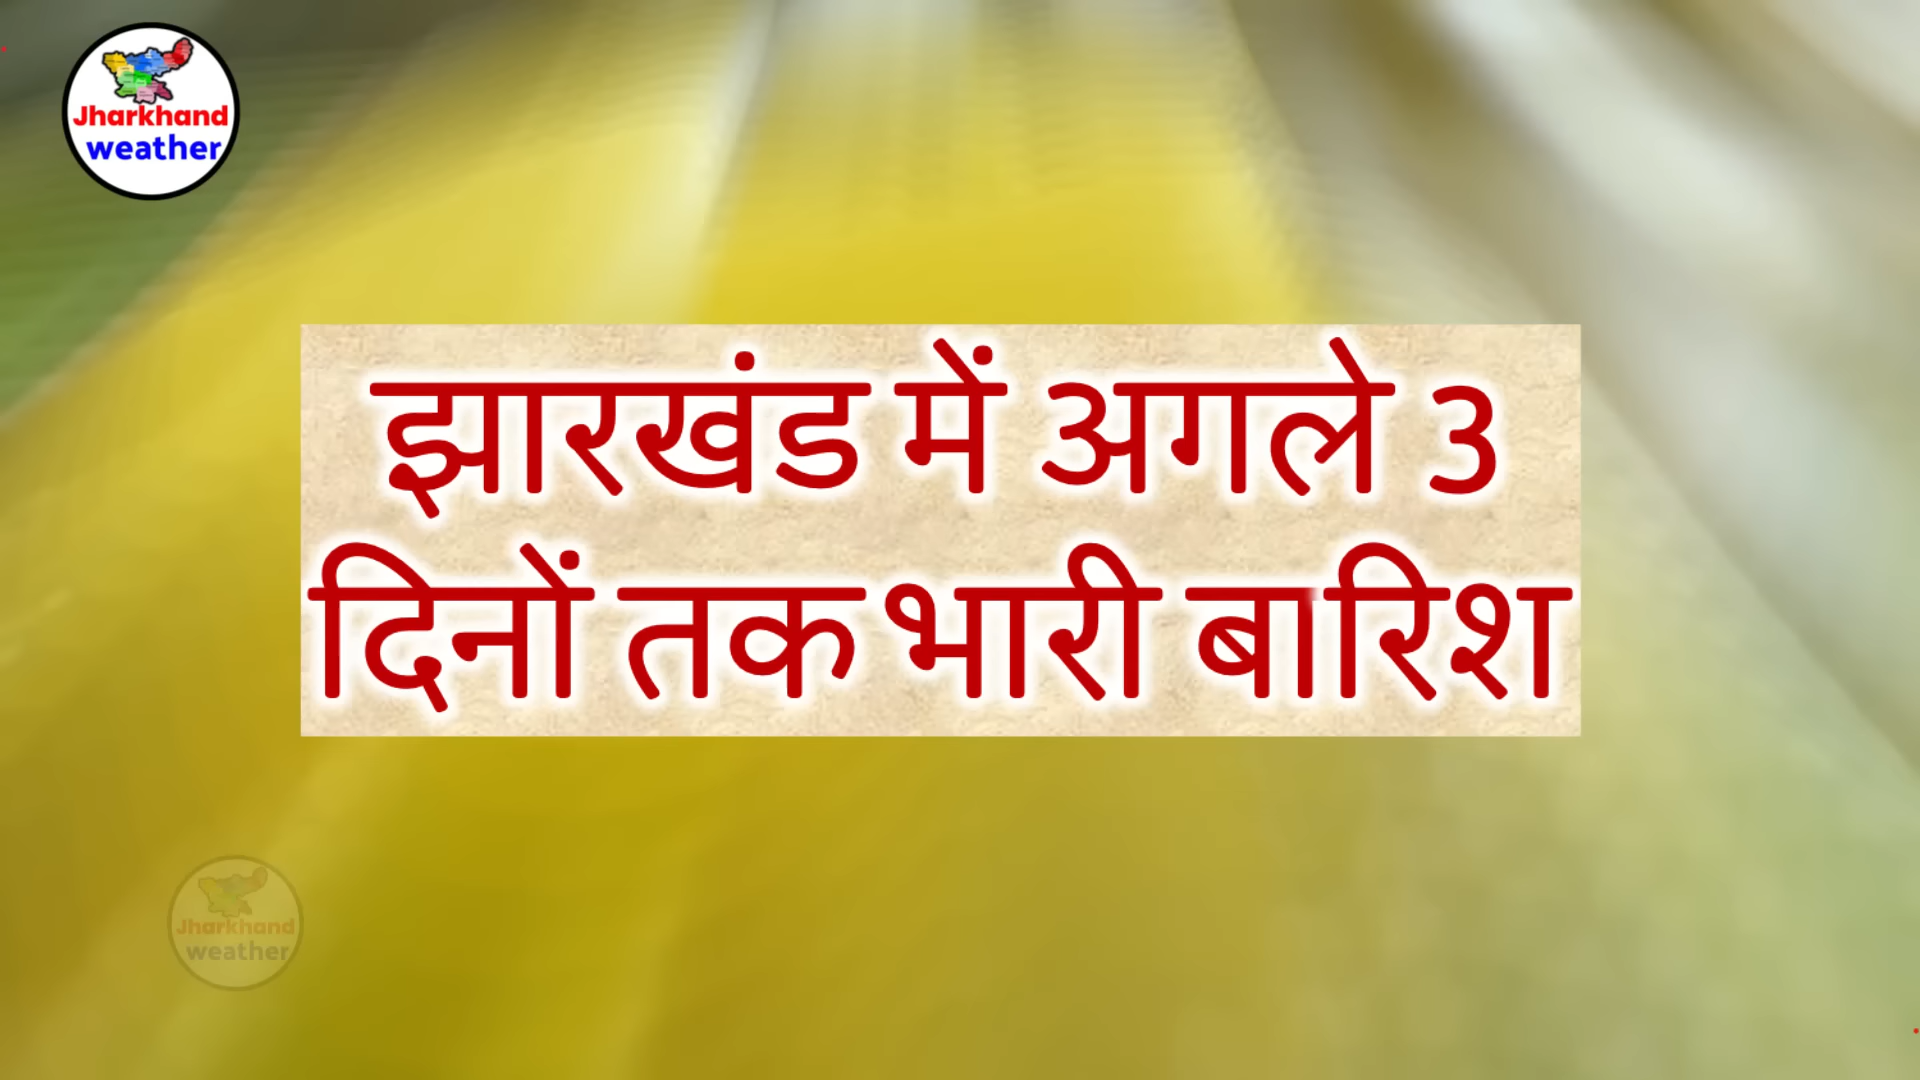 Jharkhand
weather
झारखंड में अगले 3
दिनों तक भारी बारिश
Jharkhand
weather